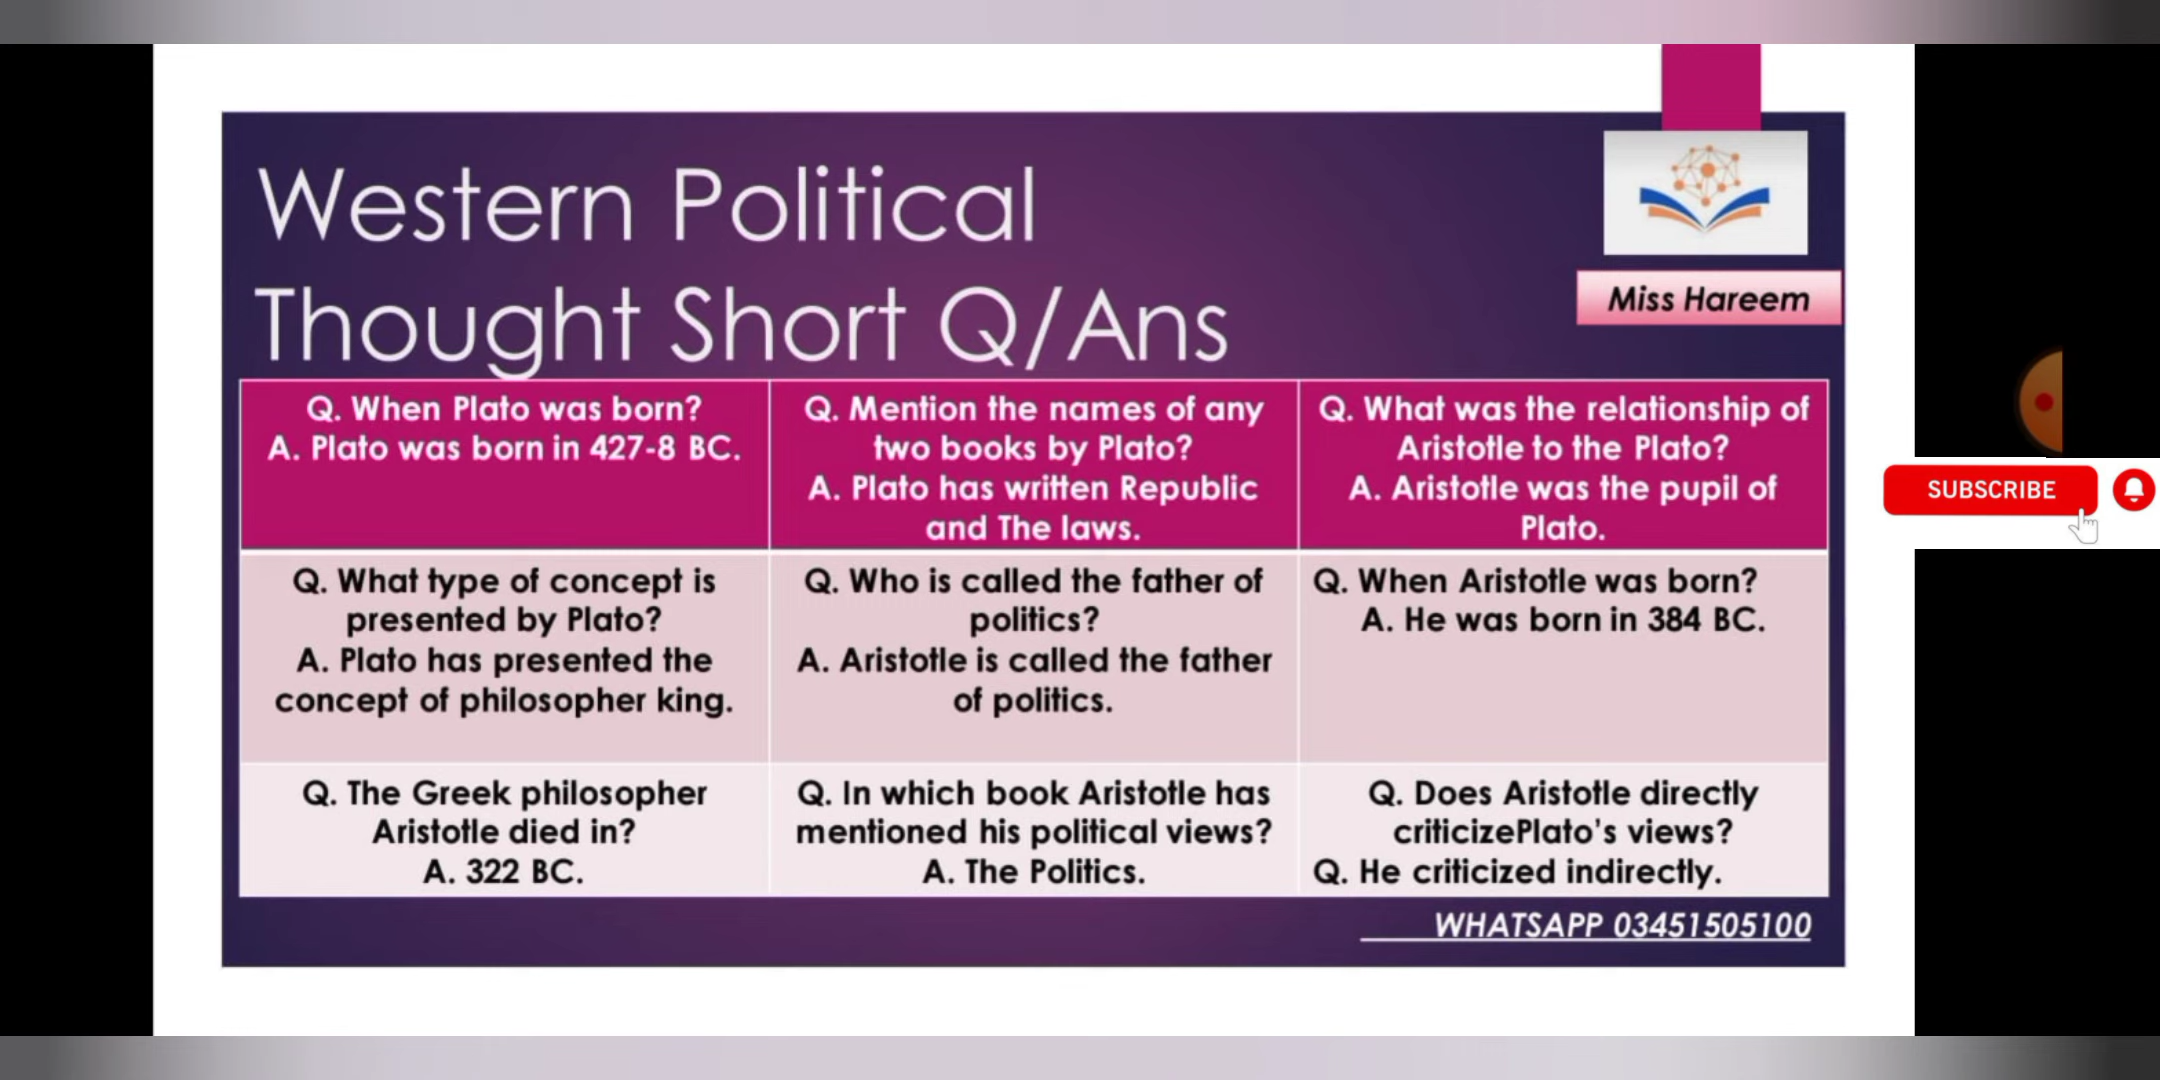 Western Political
Thought Short Q/Ans
Miss Hareem
Q. When Plato was born?
A. Plato was born in 427-8 BC.
Q. Mention the names of any
two books by Plato?
A. Plato has written Republic
and The laws.
Q. What was the relationship of
Aristotle to the Plato?
A. Aristotle was the pupil of
Plato.
SUBSCRIBE
Q. What type of concept is
presented by Plato?
A. Plato has presented the
concept of philosopher king.
Q. Who is called the father of
politics?
A. Aristotle is called the father
of politics.
Q. When Aristotle was born?
A. He was born in 384 BC.
Q. The Greek philosopher
Aristotle died in?
A. 322 BC.
Q. In which book Aristotle has
mentioned his political views?
A. The Politics.
Q. Does Aristotle directly
criticizePlato's views?
Q. He criticized indirectly.
WHATSAPP 03451505100